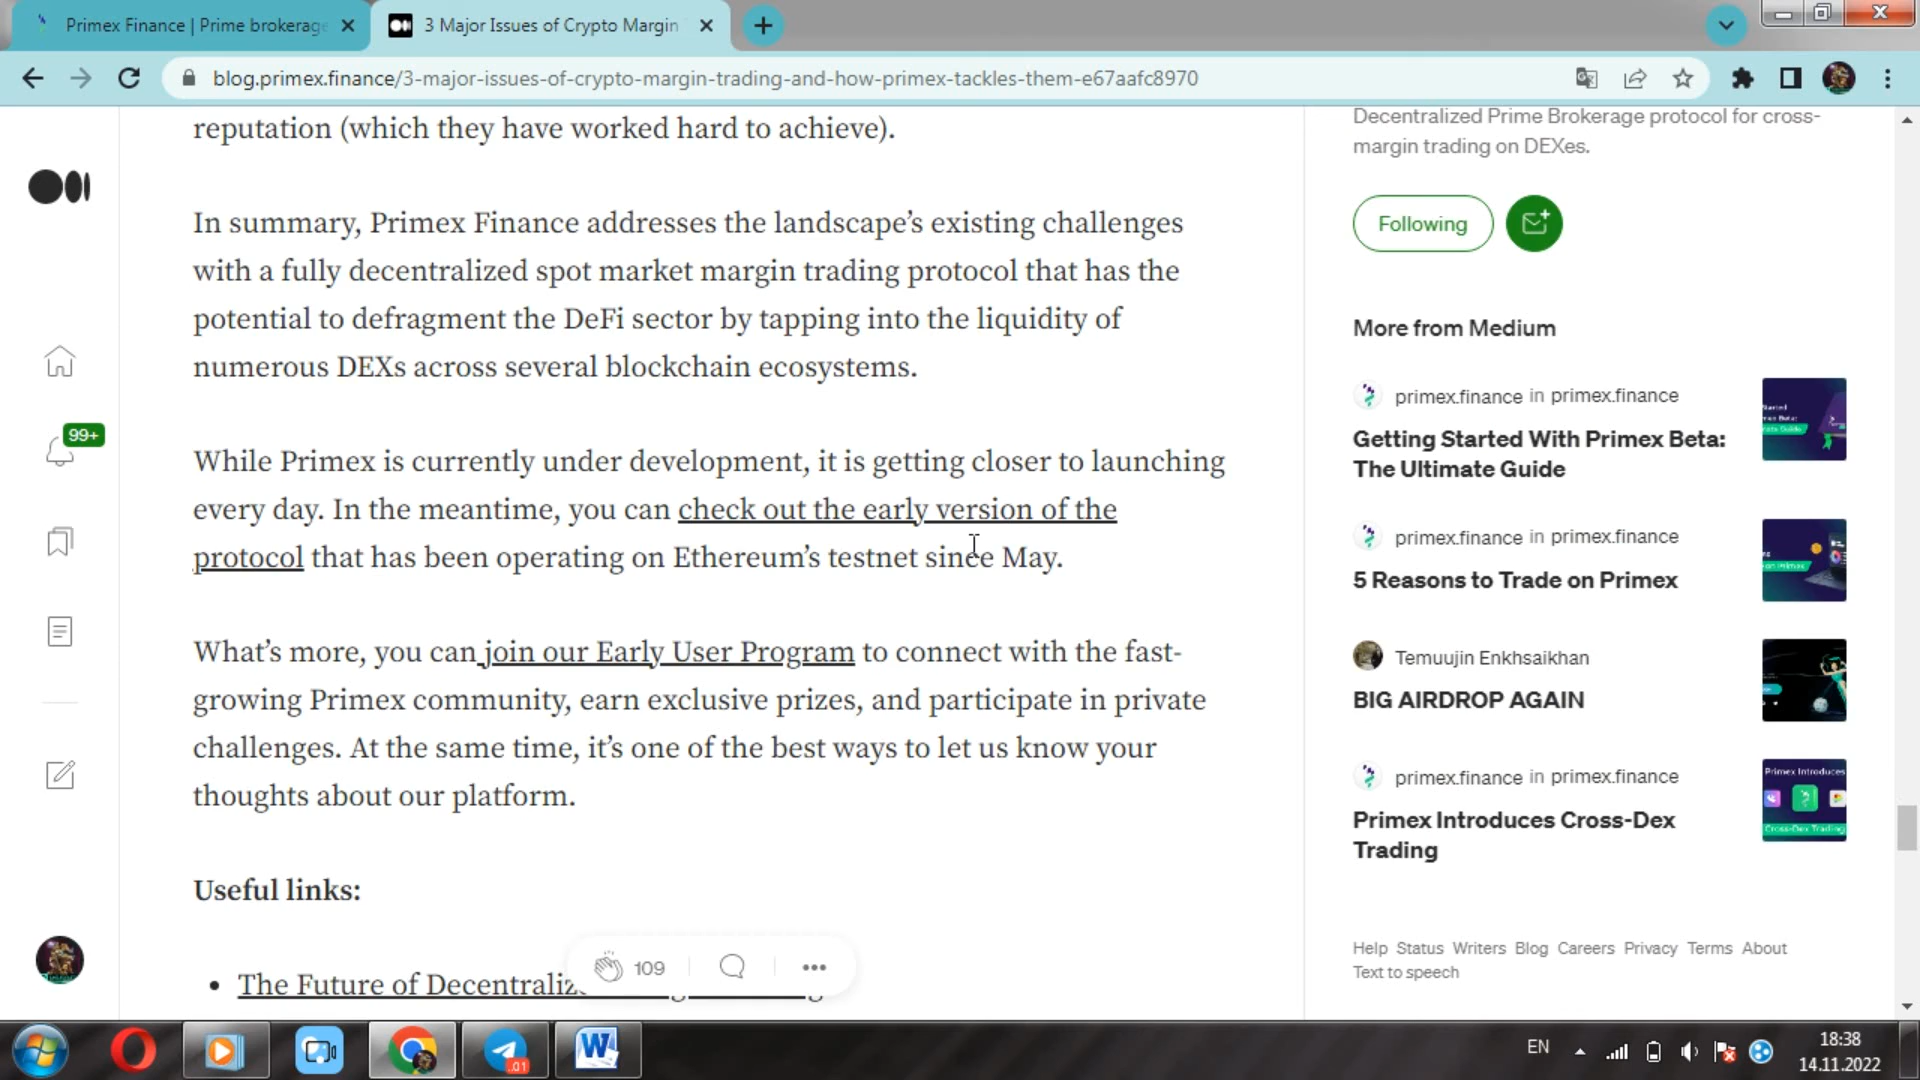 Primex Finance | Prime brokerage
3 Major Issues of Crypto Margin
blog.primex.finance/3-major-issues-of-crypto-margin-trading-and-how-primex-tackles-them-e67aafc8970
reputation (which they have worked hard to achieve).
In summary, Primex Finance addresses the landscape's existing challenges
with a fully decentralized spot market margin trading protocol that has the
potential to defragment the DeFi sector by tapping into the liquidity of
numerous DEXs across several blockchain ecosystems.
While Primex is currently under development, it is getting closer to launching
every day. In the meantime, you can check out the early version of the
protocol that has been operating on Ethereum's testnet since May.
What's more, you can join our Early User Program to connect with the fast-
growing Primex community, earn exclusive prizes, and participate in private
challenges. At the same time, it's one of the best ways to let us know your
thoughts about our platform.
Useful links:
• The Future of Decentraliz
109
99+
Decentralized Prime Brokerage protocol for cross-
margin trading on DEXes.
Following
More from Medium
primex.finance in primex.finance
Getting Started With Primex Beta:
The Ultimate Guide
primex.finance in primex.finance
5 Reasons to Trade on Primex
Temuujin Enkhsaikhan
BIG AIRDROP AGAIN
primex.finance in primex.finance
Primex Introduces Cross-Dex
Trading
Primex Introduces
Cross-Dex Trading
Help Status Writers Blog Careers Privacy Terms About
Text to speech
.01
W
EN
18:38
14.11.2022